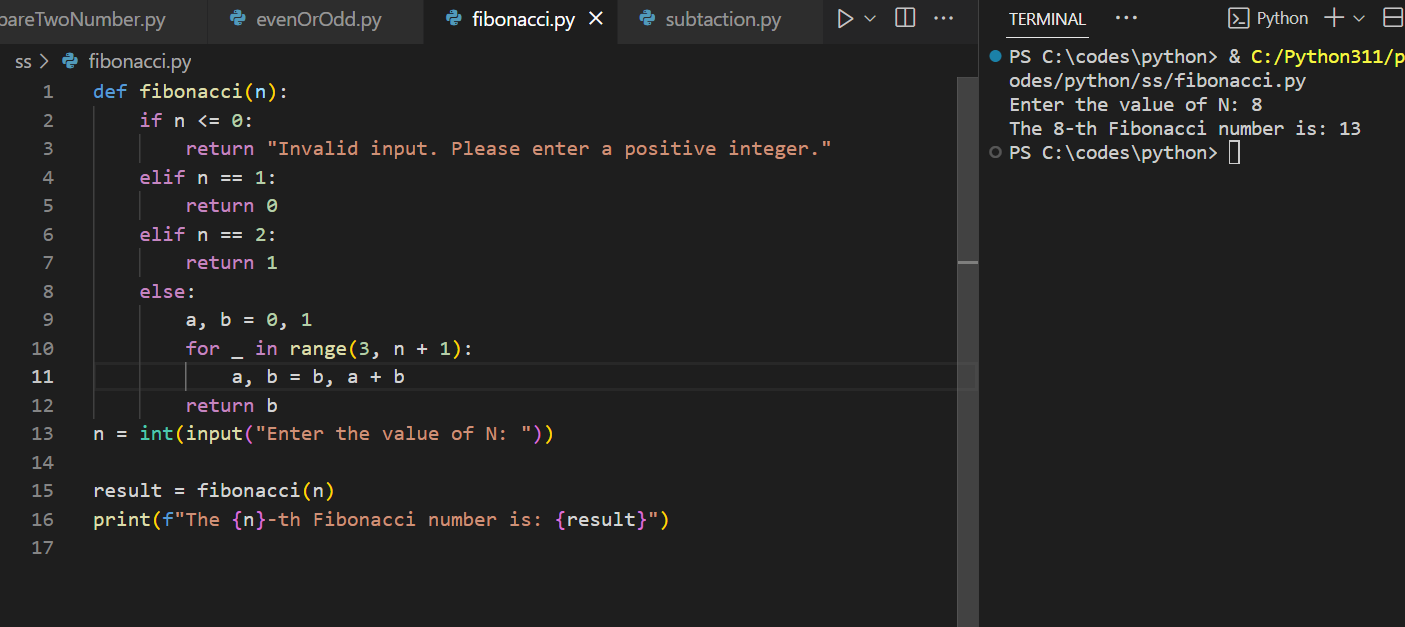 pareTwoNumber.py evenOrOdd.py fibonacci.py subtaction.py
ss > fibonacci.py
1 def fibonacci(n):
2     if n <= 0:
3         return "Invalid input. Please enter a positive integer."
4     elif n == 1:
5         return 0
6     elif n == 2:
7         return 1
8     else:
9         a, b = 0, 1
10         for _ in range(3, n + 1):
11             a, b = b, a + b
12         return b
13 n = int(input("Enter the value of N: "))
14
15 result = fibonacci(n)
16 print(f"The {n}-th Fibonacci number is: {result}")
17
TERMINAL ... Python
PS C:\codes\python> & C:/Python311/p
odes/python/ss/fibonacci.py
Enter the value of N: 8
The 8-th Fibonacci number is: 13
PS C:\codes\python>